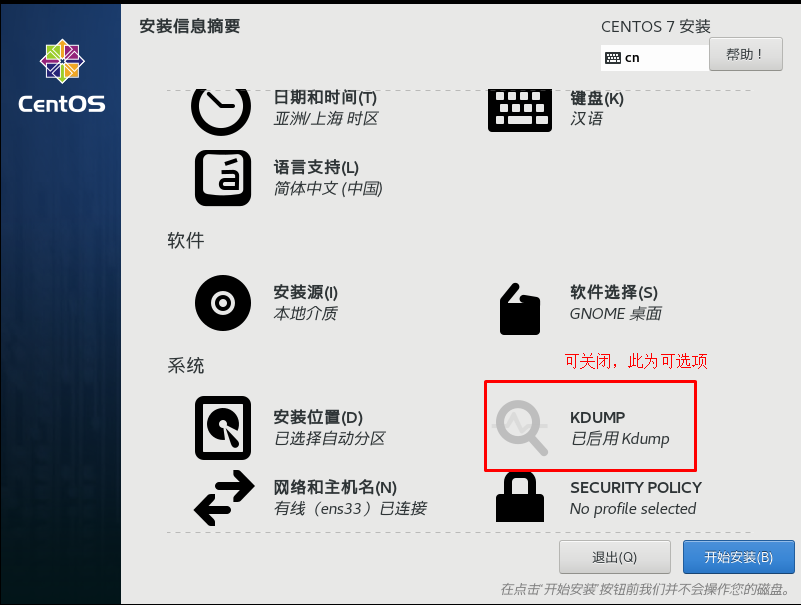 安装信息摘要
CENTOS 7 安装
cn
帮助！
CentOS
日期和时间(T)
亚洲/上海 时区
键盘(K)
汉语
语言支持(L)
简体中文 (中国)
软件
安装源(I)
本地介质
软件选择(S)
GNOME 桌面
系统
可关闭，此为可选项
安装位置(D)
已选择自动分区
KDUMP
已启用 Kdump
网络和主机名(N)
有线（ens33）已连接
SECURITY POLICY
No profile selected
退出(Q)
开始安装(B)
在点击'开始安装'按钮前我们并不会操作您的磁盘。